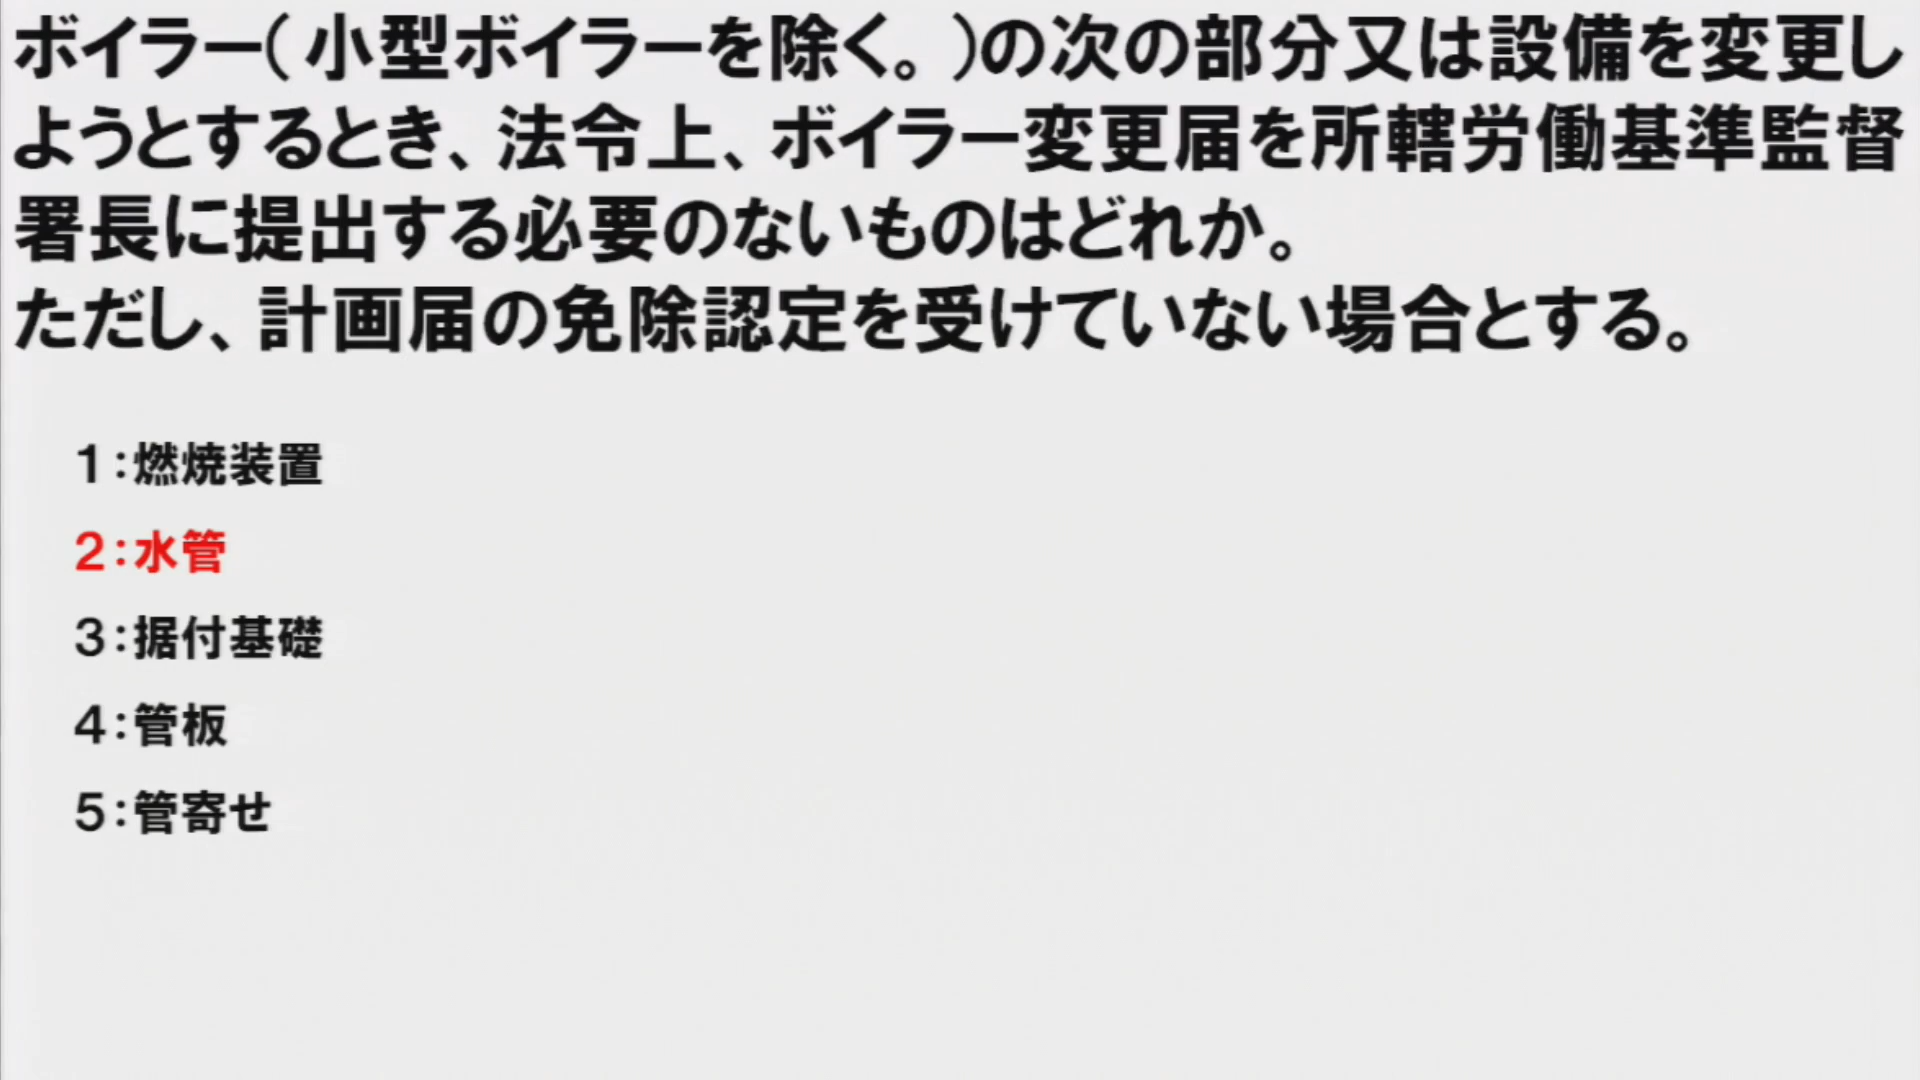 ボイラー(小型ボイラーを除く。)の次の部分又は設備を変更し
ようとするとき、法令上、ボイラー変更届を所轄労働基準監督
署長に提出する必要のないものはどれか。
ただし、計画届の免除認定を受けていない場合とする。
1:燃焼装置
2:水管
3:据付基礎
4:管板
5:管寄せ